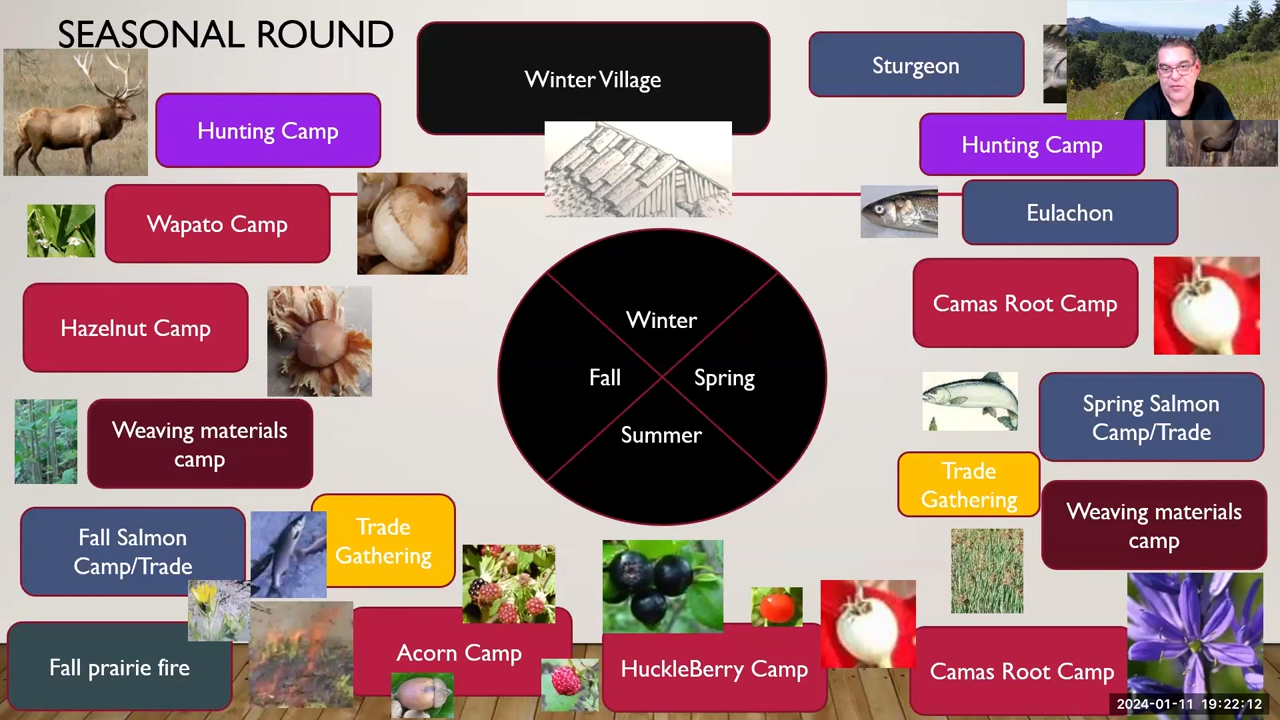 SEASONAL ROUND
Winter Village
Sturgeon
Hunting Camp
Hunting Camp
Wapato Camp
Eulachon
Hazelnut Camp
Camas Root Camp
Winter
Fall
Spring
Summer
Weaving materials
camp
Spring Salmon
Camp/Trade
Trade
Gathering
Weaving materials
camp
Fall Salmon
Camp/Trade
Trade
Gathering
Fall prairie fire
Acorn Camp
HuckleBerry Camp
Camas Root Camp
2024-01-11 19:22:12